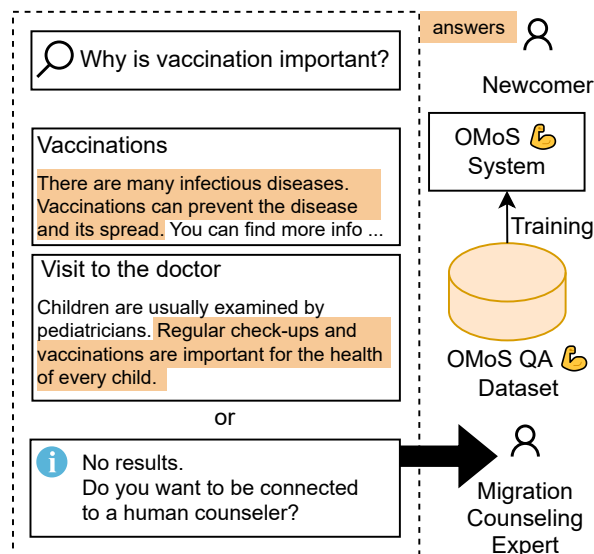 Why is vaccination important?
Vaccinations
There are many infectious diseases.
Vaccinations can prevent the disease
and its spread. You can find more info ...
Visit to the doctor
Children are usually examined by
pediatricians. Regular check-ups and
vaccinations are important for the health
of every child.
or
i
No results.
Do you want to be connected
to a human counseler?
answers
Newcomer
OMoS 💪
System
Training
OMoS QA 💪
Dataset
Migration
Counseling
Expert